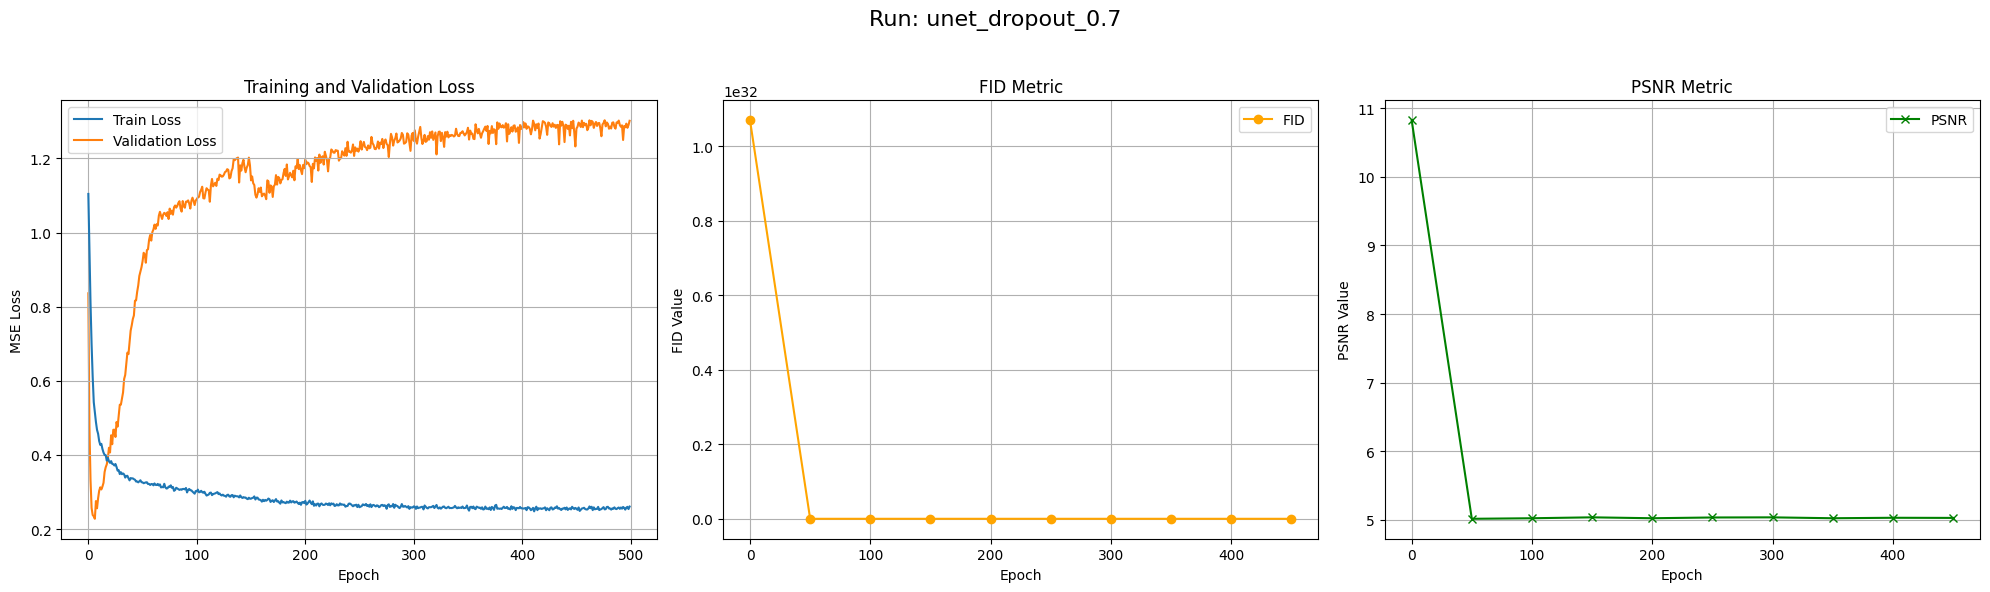 Run: unet_dropout_0.7
Training and Validation Loss
Train Loss
Validation Loss
MSE Loss
1.2
1.0
0.8
0.6
0.4
0.2
0 100 200 300 400 500
Epoch
FID Metric
1e32
FID
FID Value
1.0
0.8
0.6
0.4
0.2
0.0
0 100 200 300 400
Epoch
PSNR Metric
PSNR
PSNR Value
11
10
9
8
7
6
5
0 100 200 300 400
Epoch